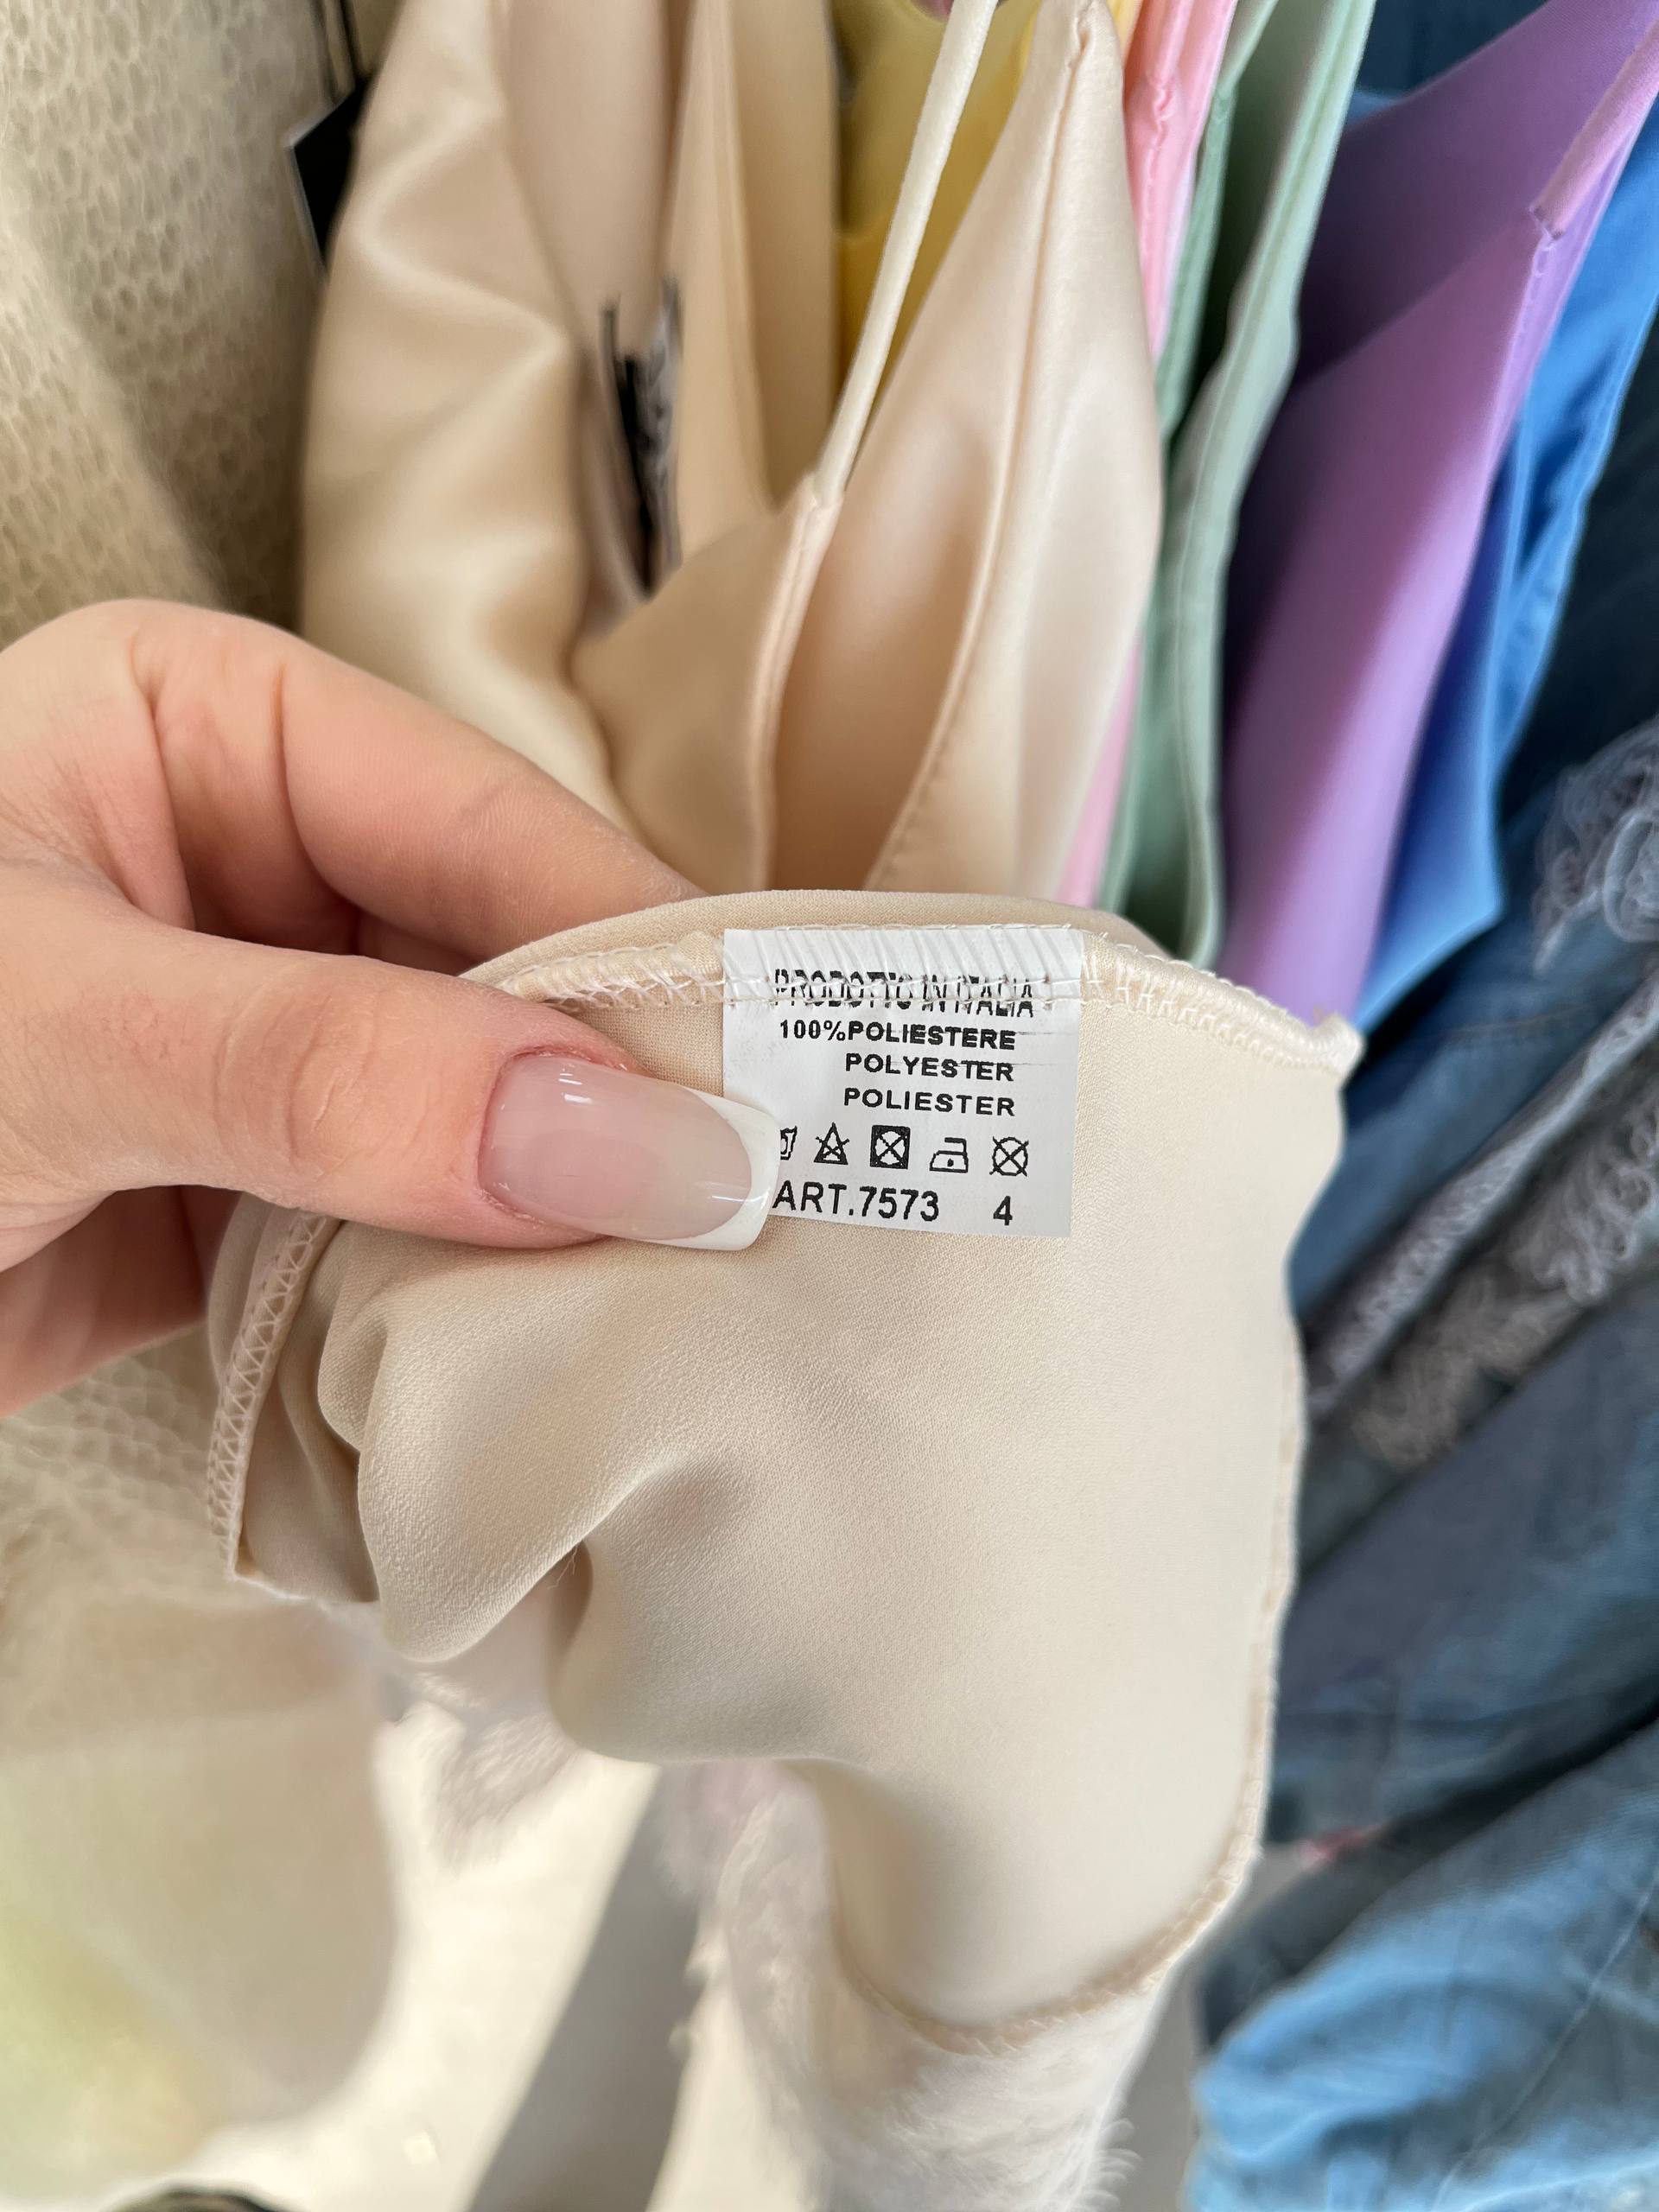 PRODOTTO IN ITALIA
100%POLIESTERE
POLYESTER
POLIESTER
ART.7573 4